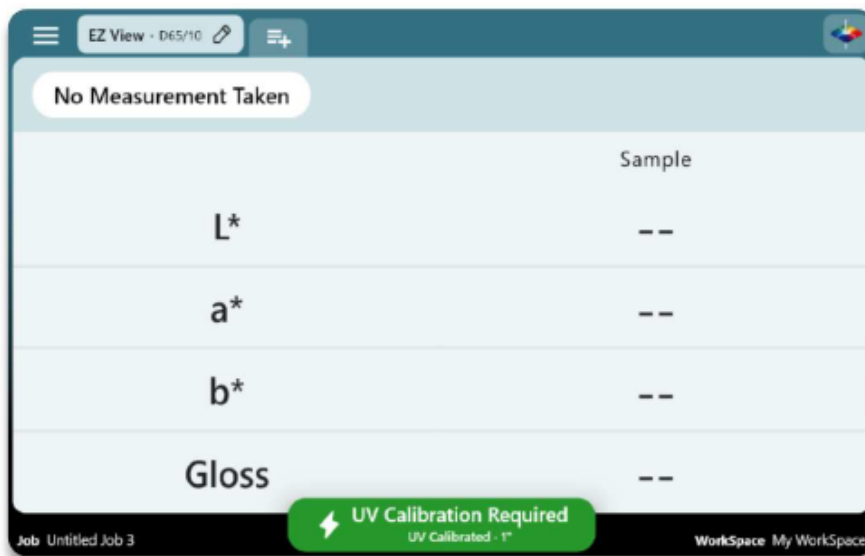 EZ View - D65/10
No Measurement Taken
Sample
L* --
a* --
b* --
Gloss --
UV Calibration Required
UV Calibrated - 1"
Job Untitled Job 3
WorkSpace My WorkSpace